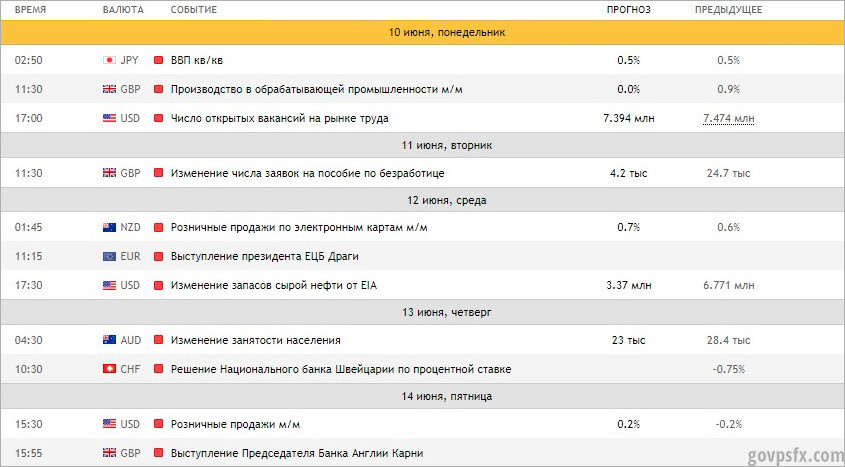 ВРЕМЯ ВАЛЮТА СОБЫТИЕ ПРОГНОЗ ПРЕДЫДУЩЕЕ
10 июня, понедельник
02:50 JPY ВВП кв/кв 0.5% 0.5%
11:30 GBP Производство в обрабатывающей промышленности м/м 0.0% 0.9%
17:00 USD Число открытых вакансий на рынке труда 7.394 млн 7.474 млн
11 июня, вторник
11:30 GBP Изменение числа заявок на пособие по безработице 4.2 тыс 24.7 тыс
12 июня, среда
01:45 NZD Розничные продажи по электронным картам м/м 0.7% 0.6%
11:15 EUR Выступление президента ЕЦБ Драги
17:30 USD Изменение запасов сырой нефти от EIA 3.37 млн 6.771 млн
13 июня, четверг
04:30 AUD Изменение занятости населения 23 тыс 28.4 тыс
10:30 CHF Решение Национального банка Швейцарии по процентной ставке -0.75%
14 июня, пятница
15:30 USD Розничные продажи м/м 0.2% -0.2%
15:55 GBP Выступление Председателя Банка Англии Карни
govpsfx.com